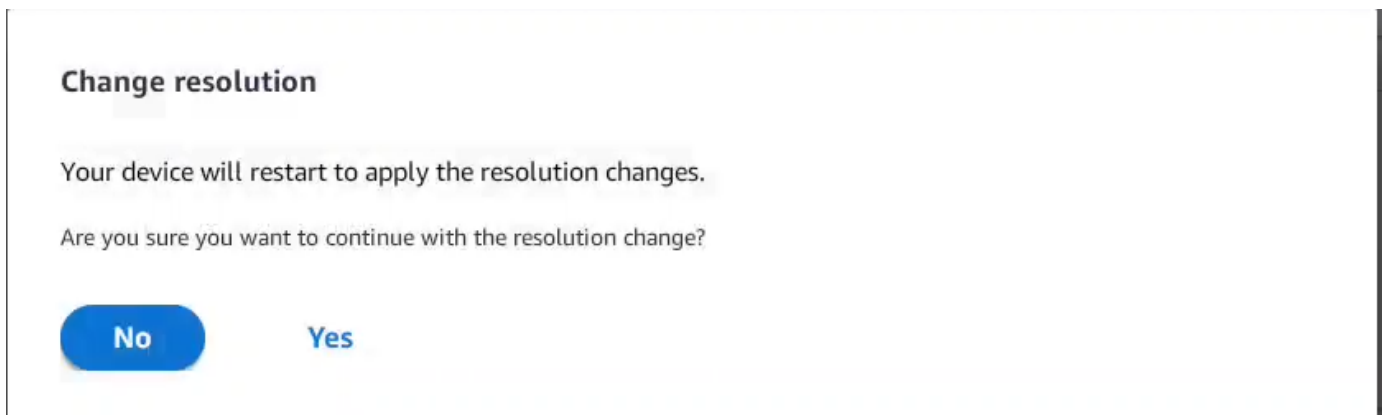 Change resolution
Your device will restart to apply the resolution changes.
Are you sure you want to continue with the resolution change?
No Yes